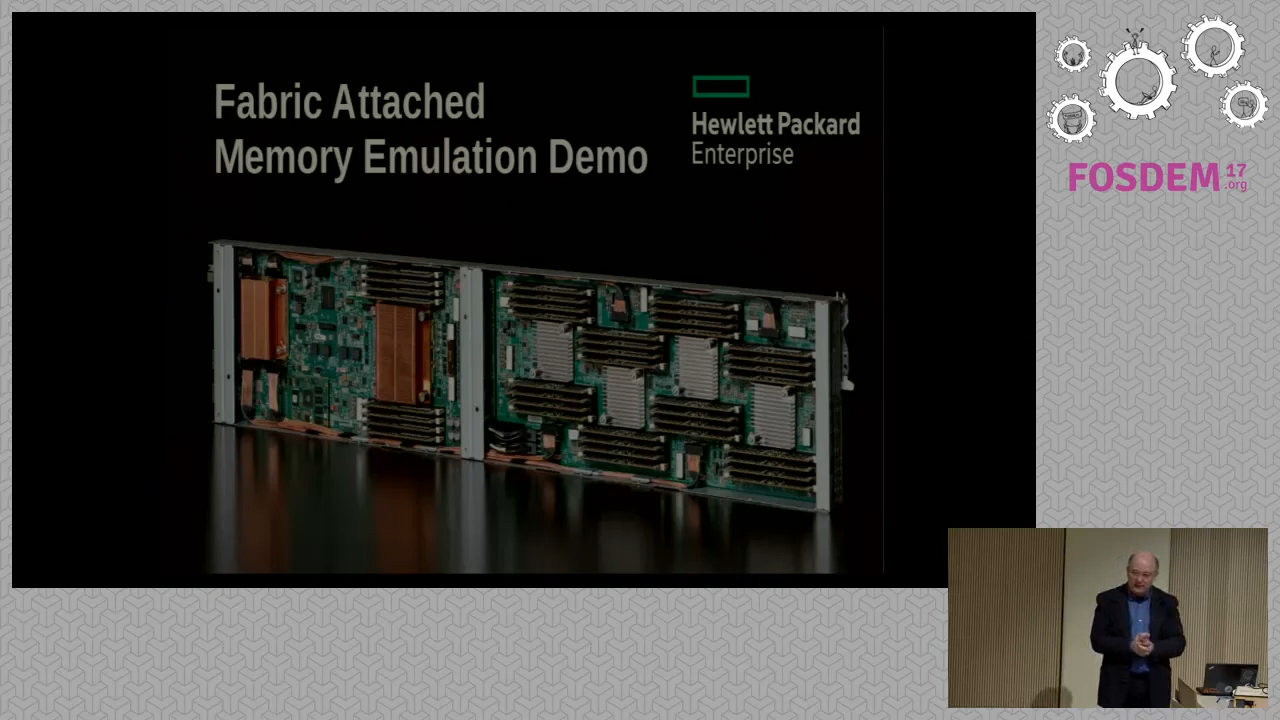 Fabric Attached
Memory Emulation Demo
Hewlett Packard
Enterprise
FOSDEM 17
.org